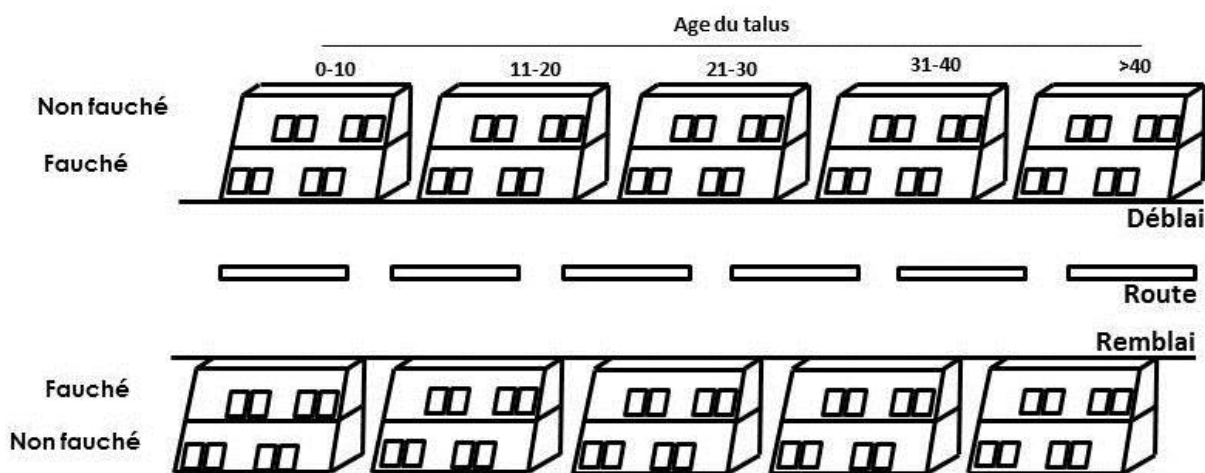 Age du talus
0-10 11-20 21-30 31-40 >40
Non fauché
Fauché
Déblai
Route
Remblai
Fauché
Non fauché